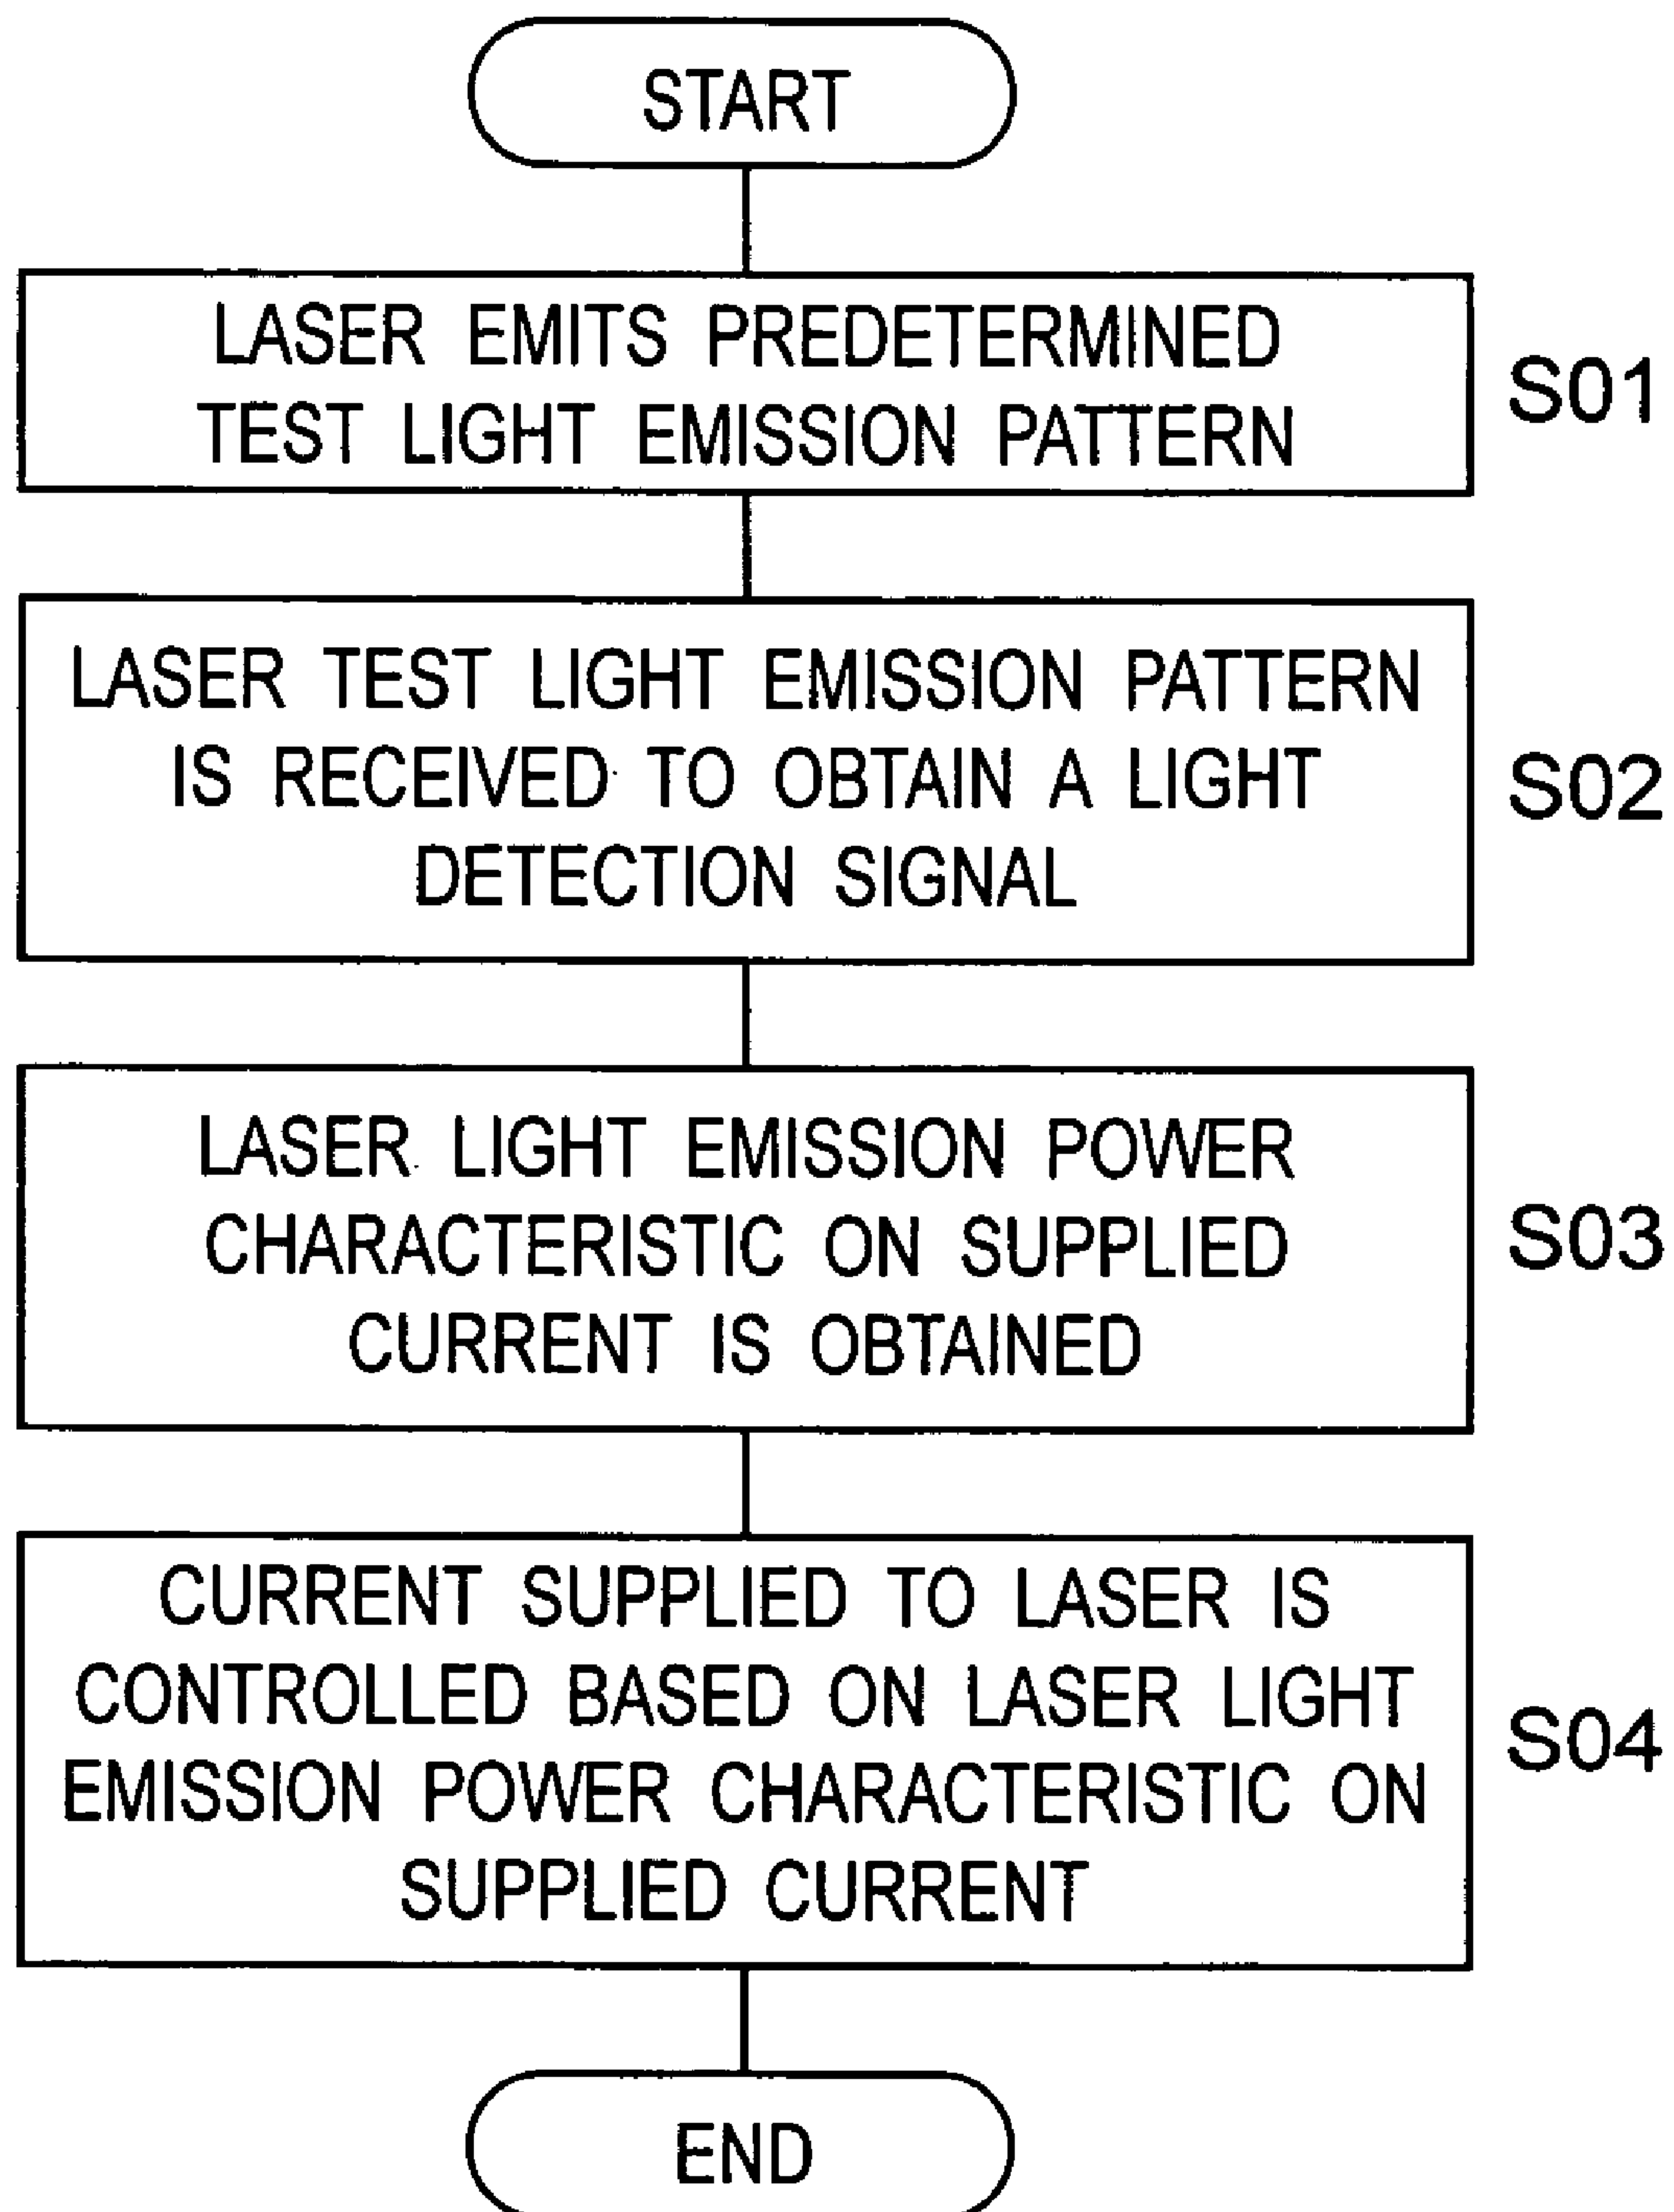 START
LASER EMITS PREDETERMINED
TEST LIGHT EMISSION PATTERN
S01
LASER TEST LIGHT EMISSION PATTERN
IS RECEIVED TO OBTAIN A LIGHT
DETECTION SIGNAL
S02
LASER LIGHT EMISSION POWER
CHARACTERISTIC ON SUPPLIED
CURRENT IS OBTAINED
S03
CURRENT SUPPLIED TO LASER IS
CONTROLLED BASED ON LASER LIGHT
EMISSION POWER CHARACTERISTIC ON
SUPPLIED CURRENT
S04
END